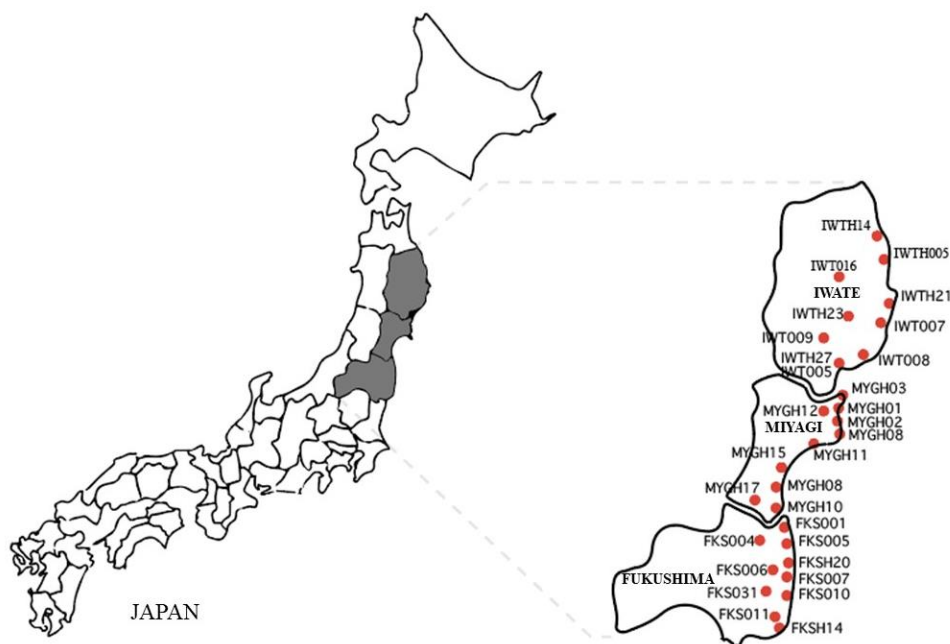 IWTH14
IWTH005
IWT016
IWATE
IWTH21
IWTH23
IWT007
IWT009
IWTH27
IWT008
IWT005
MYGH03
MYGH12
MYGH01
MIYAGI
MYGH02
MYGH08
MYGH11
MYGH15
MYGH17
MYGH08
MYGH10
FKS001
FKS004
FKS005
FKSH20
FKS006
FUKUSHIMA
FKS007
FKS031
FKS010
JAPAN
FKS011
FKSH14